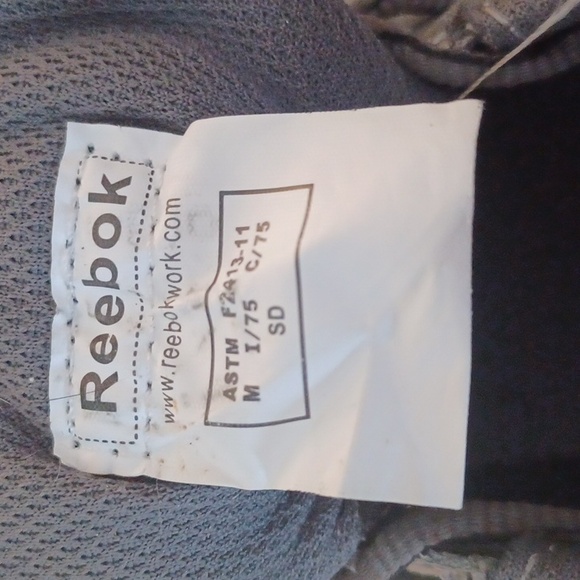 Reebok
www.reebokwork.com
ASTM F2413-11
M I/75 C/75
SD